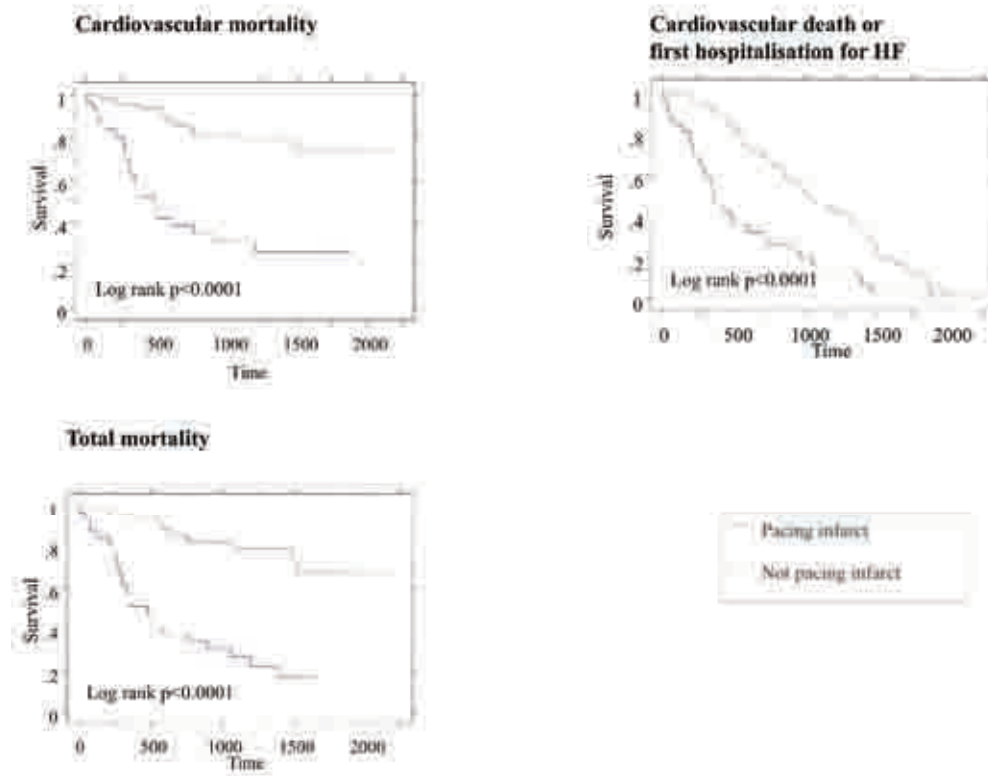 Cardiovascular mortality
Survival
1
.8
.6
.4
.2
0
Log rank p<0.0001
0 500 1000 1500 2000
Time
Cardiovascular death or
first hospitalisation for HF
Survival
1
.8
.6
.4
.2
0
Log rank p<0.0001
0 500 1000 1500 2000
Time
Total mortality
Survival
1
.8
.6
.4
.2
0
Log rank p<0.0001
0 500 1000 1500 2000
Time
Pacing infarct
Not pacing infarct